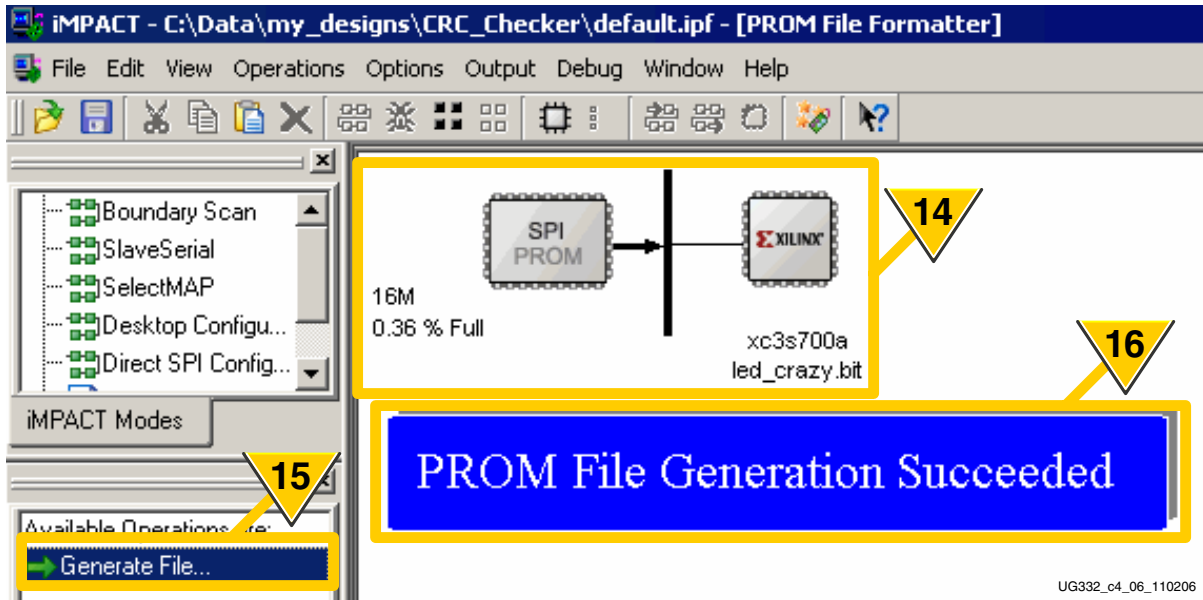 iMPACT - C:\Data\my_designs\CRC_Checker\default.ipf - [PROM File Formatter]
File Edit View Operations Options Output Debug Window Help
Boundary Scan
SlaveSerial
SelectMAP
Desktop Configu...
Direct SPI Config...
iMPACT Modes
15
Available Operations are:
Generate File...
SPI
PROM
16M
0.36 % Full
XILINX
xc3s700a
led_crazy.bit
14
16
PROM File Generation Succeeded
UG332_c4_06_110206